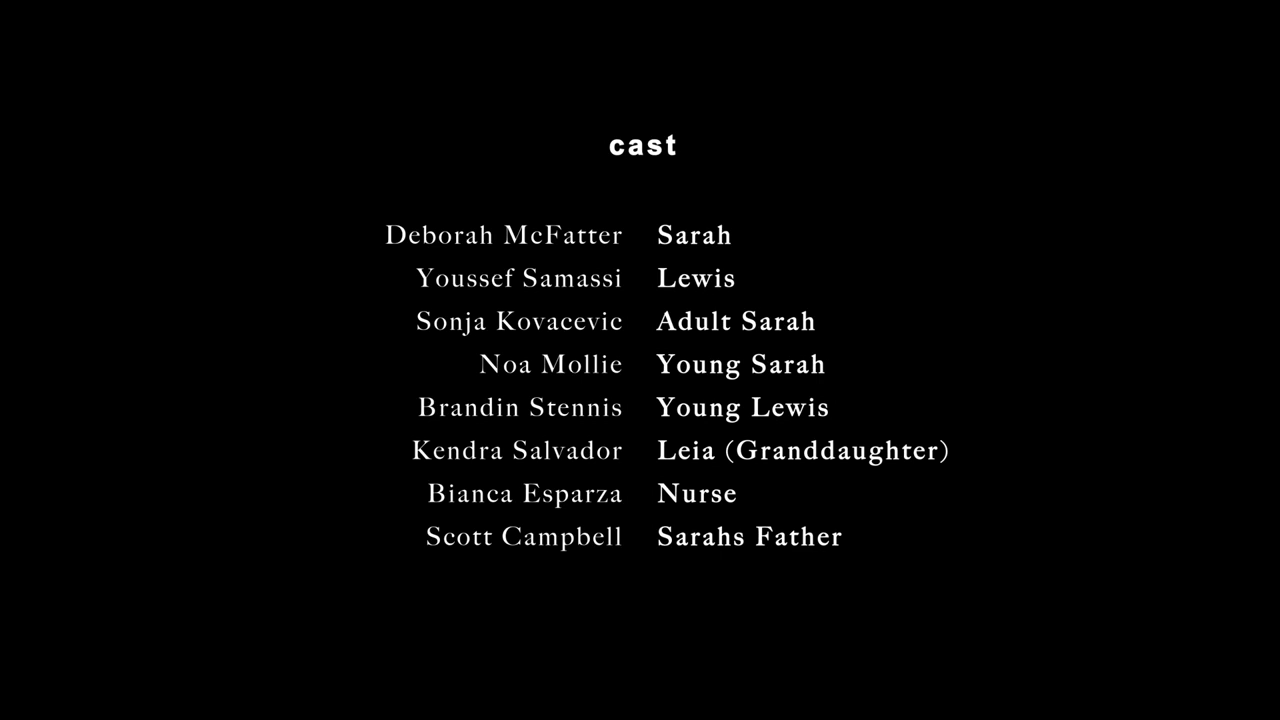 cast
Deborah McFatter Sarah
Youssef Samassi Lewis
Sonja Kovacevic Adult Sarah
Noa Mollie Young Sarah
Brandin Stennis Young Lewis
Kendra Salvador Leia (Granddaughter)
Bianca Esparza Nurse
Scott Campbell Sarahs Father